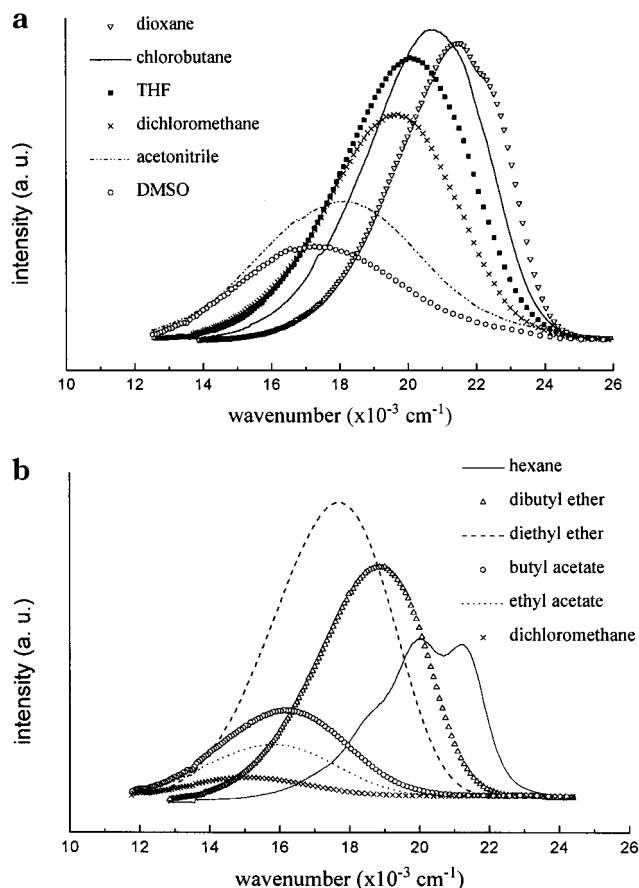 a
dioxane
chlorobutane
THF
dichloromethane
acetonitrile
DMSO
intensity (a. u.)
10 12 14 16 18 20 22 24 26
wavenumber (x10⁻³ cm⁻¹)
b
hexane
dibutyl ether
diethyl ether
butyl acetate
ethyl acetate
dichloromethane
intensity (a. u.)
10 12 14 16 18 20 22 24 26
wavenumber (x10⁻³ cm⁻¹)